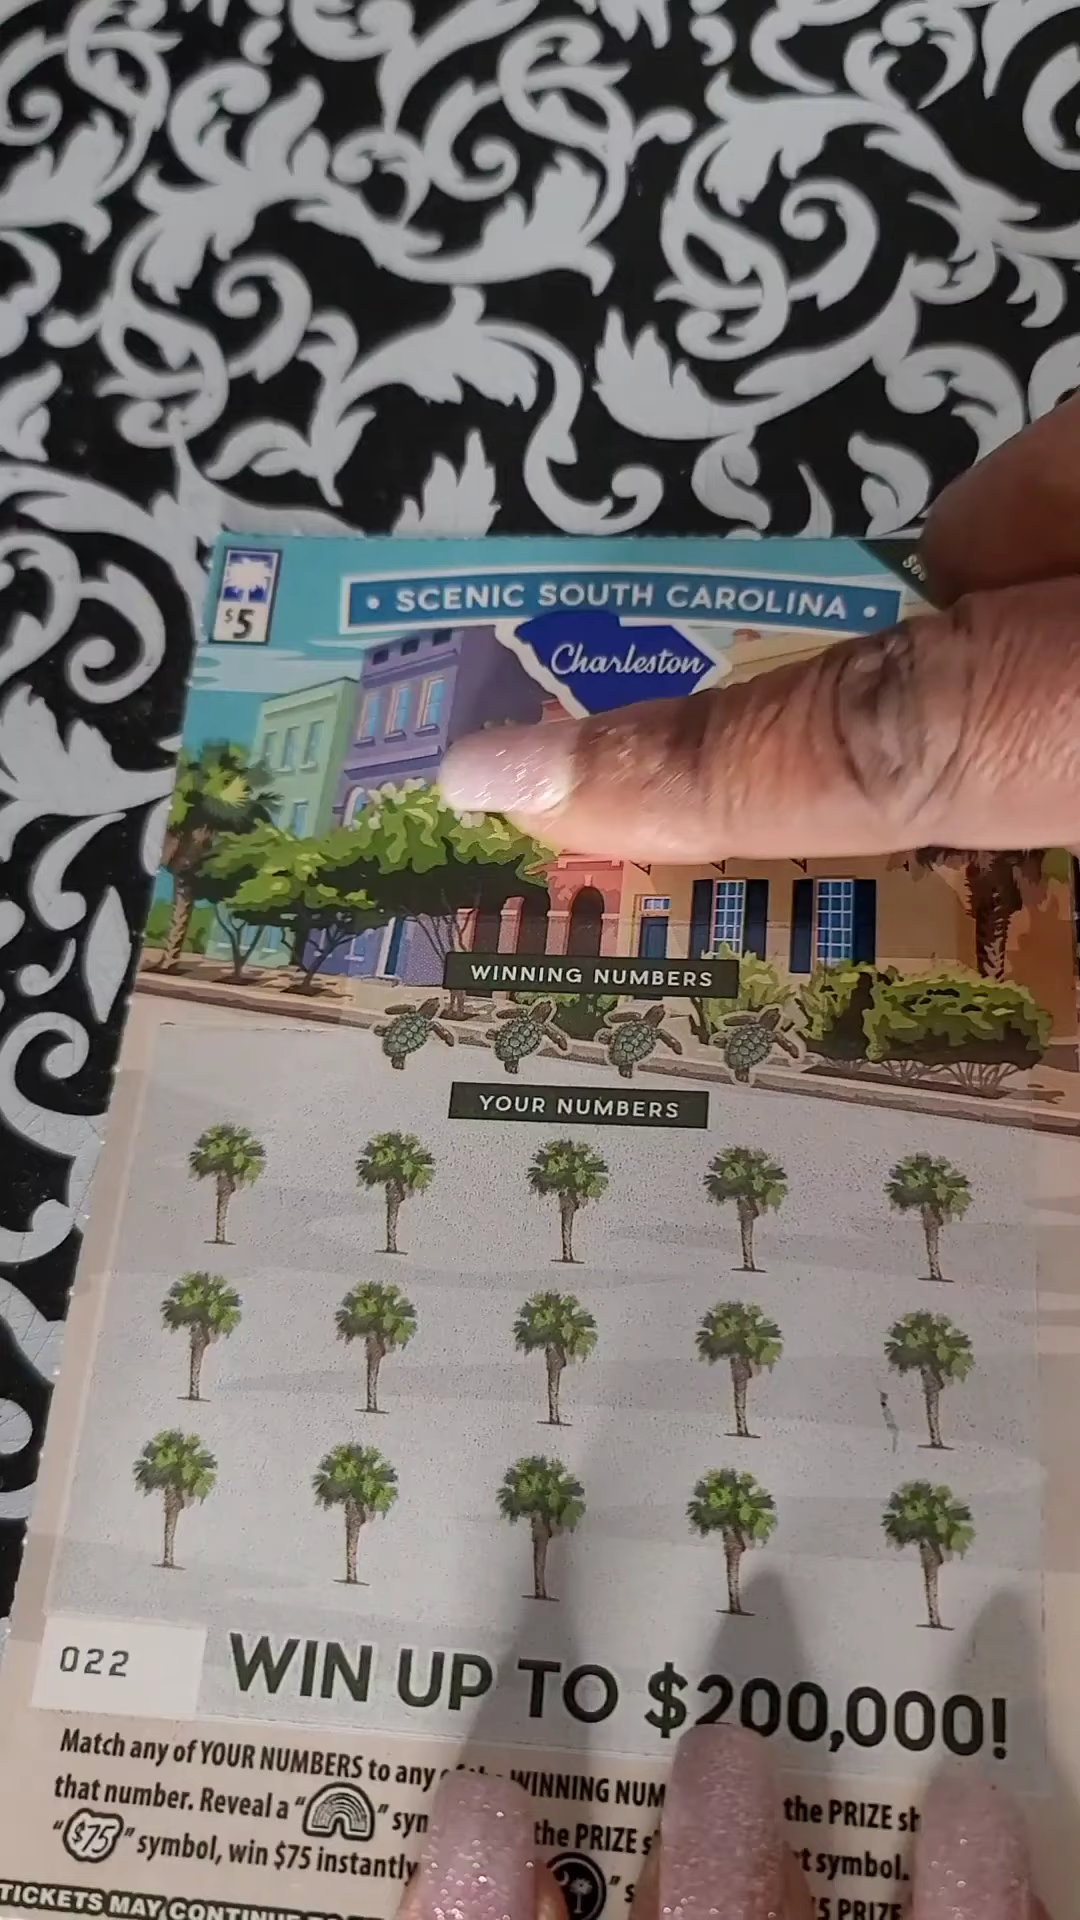 $5
• SCENIC SOUTH CAROLINA •
Charleston
WINNING NUMBERS
YOUR NUMBERS
022
WIN UP TO $200,000!
Match any of YOUR NUMBERS to any WINNING the PRIZE
that number. Reveal a " " the PRIZE symbol.
"$75" symbol, win $75 instantly
TICKETS MAY CONTINUE PRIZE